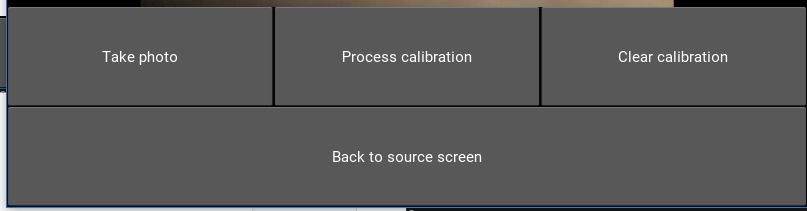 Take photo
Process calibration
Clear calibration
Back to source screen